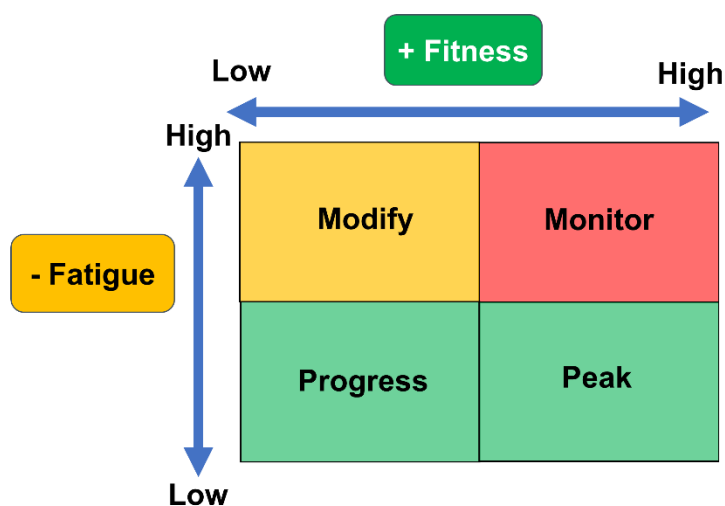 + Fitness
Low
High
High
Modify
Monitor
- Fatigue
Progress
Peak
Low